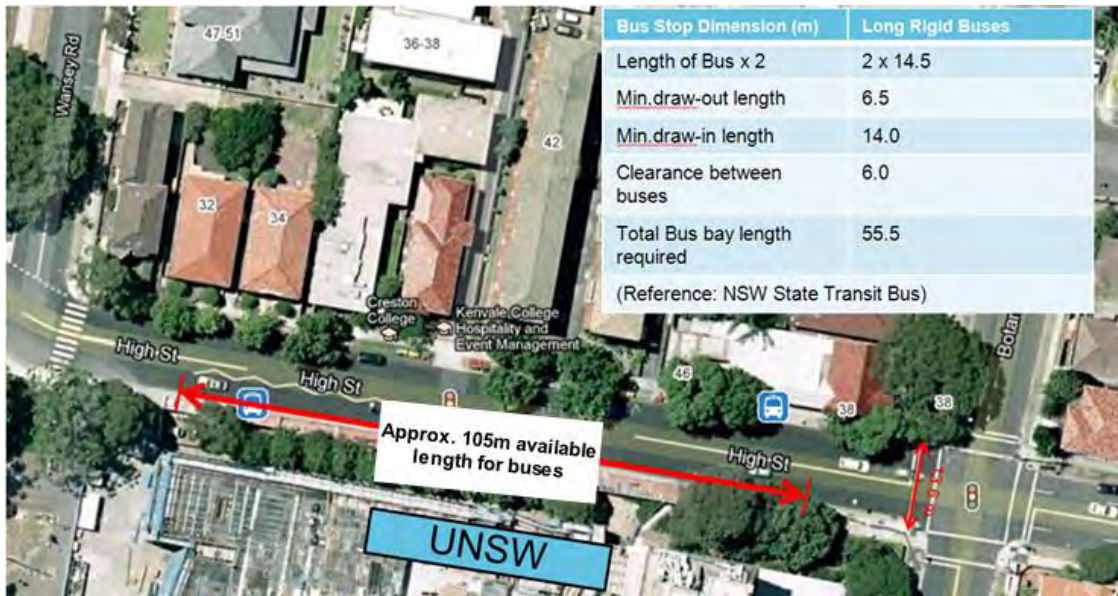 Bus Stop Dimension (m) Long Rigid Buses
Length of Bus x 2 2 x 14.5
Min.draw-out length 6.5
Min.draw-in length 14.0
Clearance between
buses 6.0
Total Bus bay length
required 55.5
(Reference: NSW State Transit Bus)
47-51
36-38
Wansey Rd
42
32
34
Creston
College
Kenvale College
Hospitality and
Event Management
High St
High St
46
38
38
Approx. 105m available
length for buses
High St
UNSW